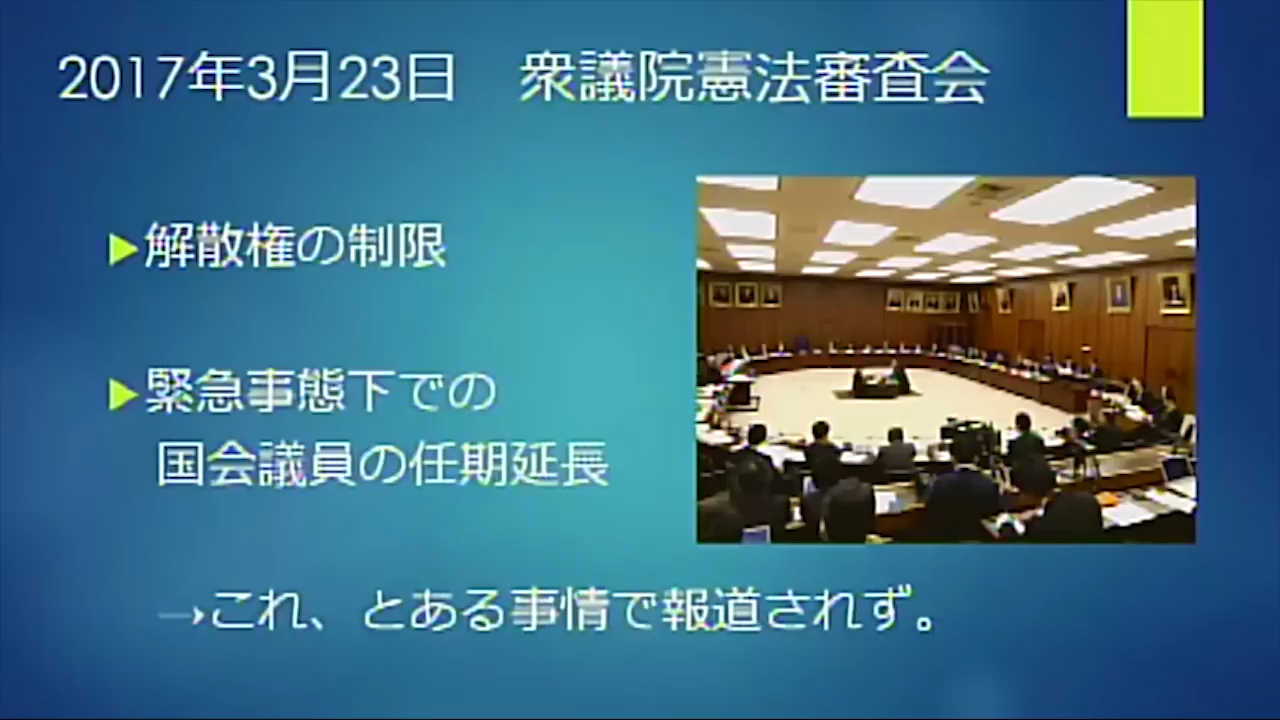 2017年3月23日　衆議院憲法審査会
解散権の制限
緊急事態下での
国会議員の任期延長
→これ、とある事情で報道されず。